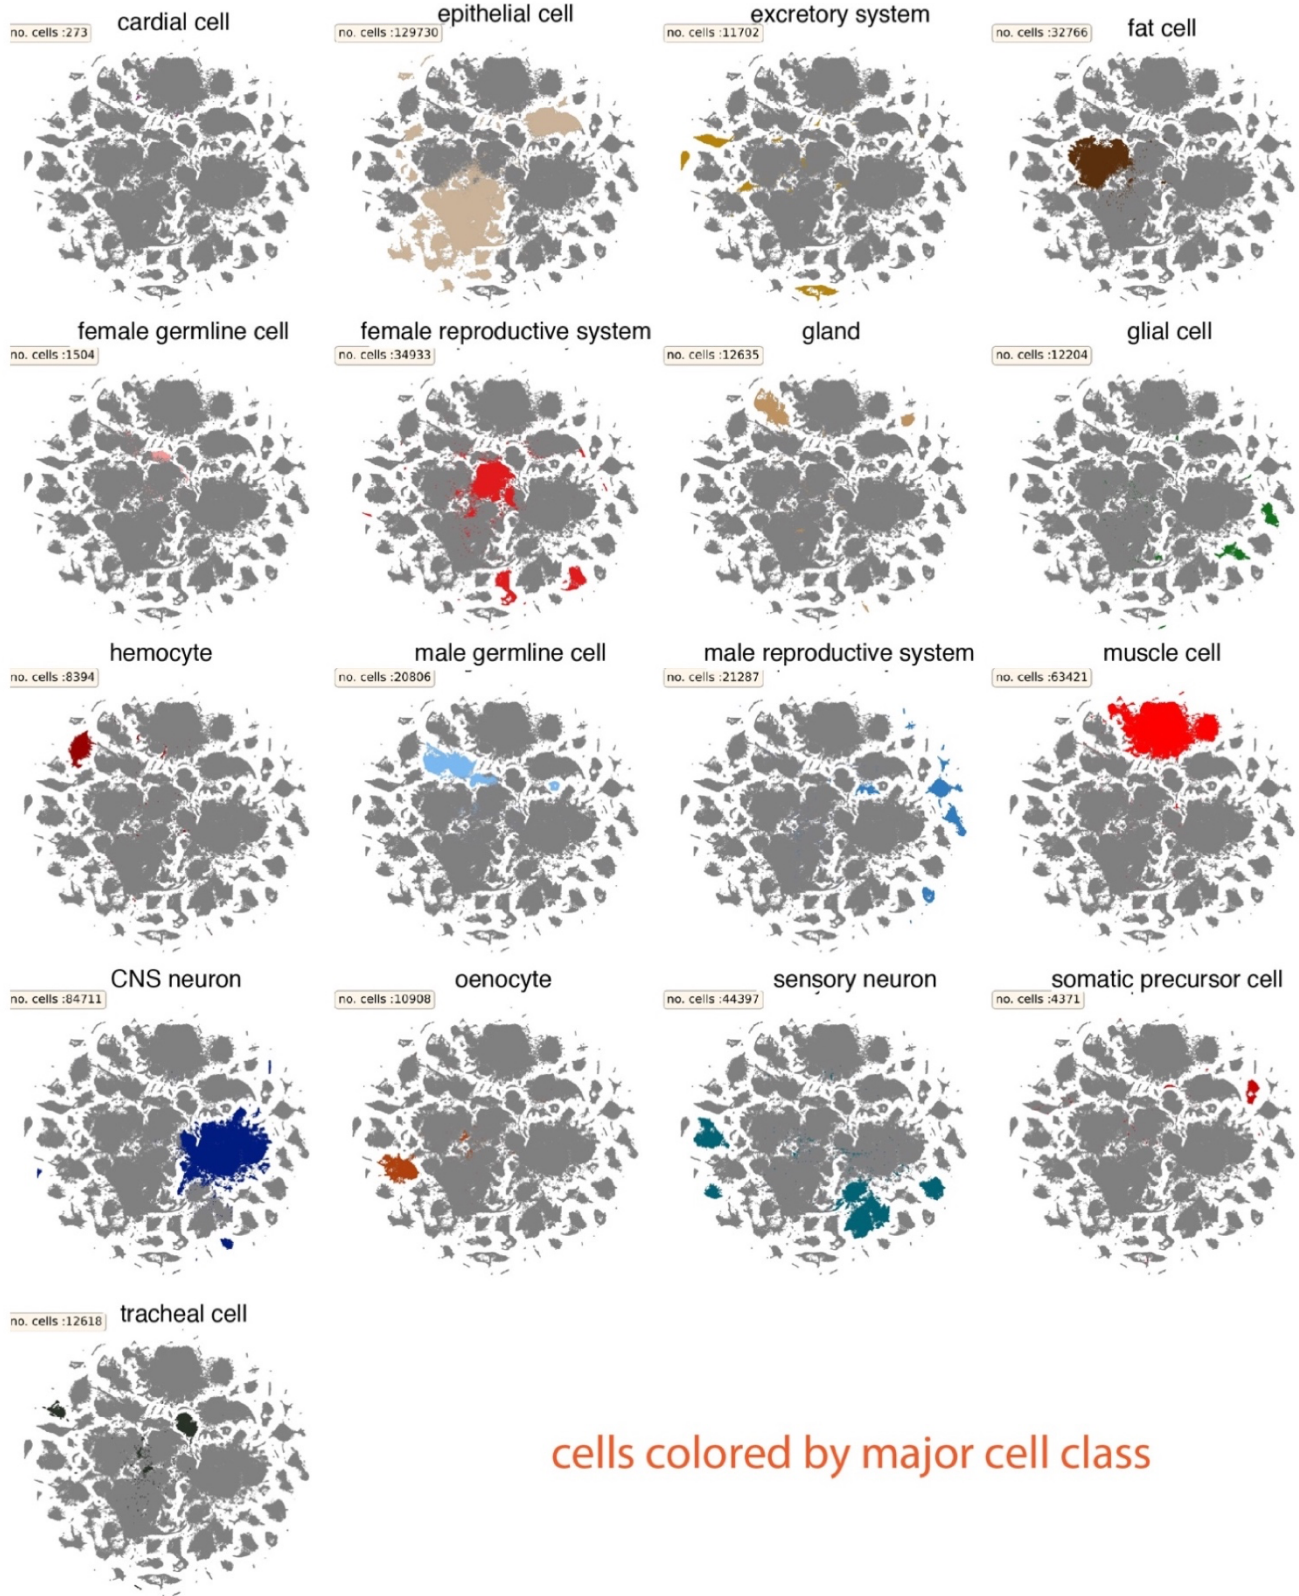 cardial cell
no. cells :273
epithelial cell
no. cells :129730
excretory system
no. cells :11702
fat cell
no. cells :32766
female germline cell
no. cells :1504
female reproductive system
no. cells :34933
gland
no. cells :12635
glial cell
no. cells :12204
hemocyte
no. cells :8394
male germline cell
no. cells :20806
male reproductive system
no. cells :21287
muscle cell
no. cells :63421
CNS neuron
no. cells :84711
oenocyte
no. cells :10908
sensory neuron
no. cells :44397
somatic precursor cell
no. cells :4371
tracheal cell
no. cells :12618
cells colored by major cell class